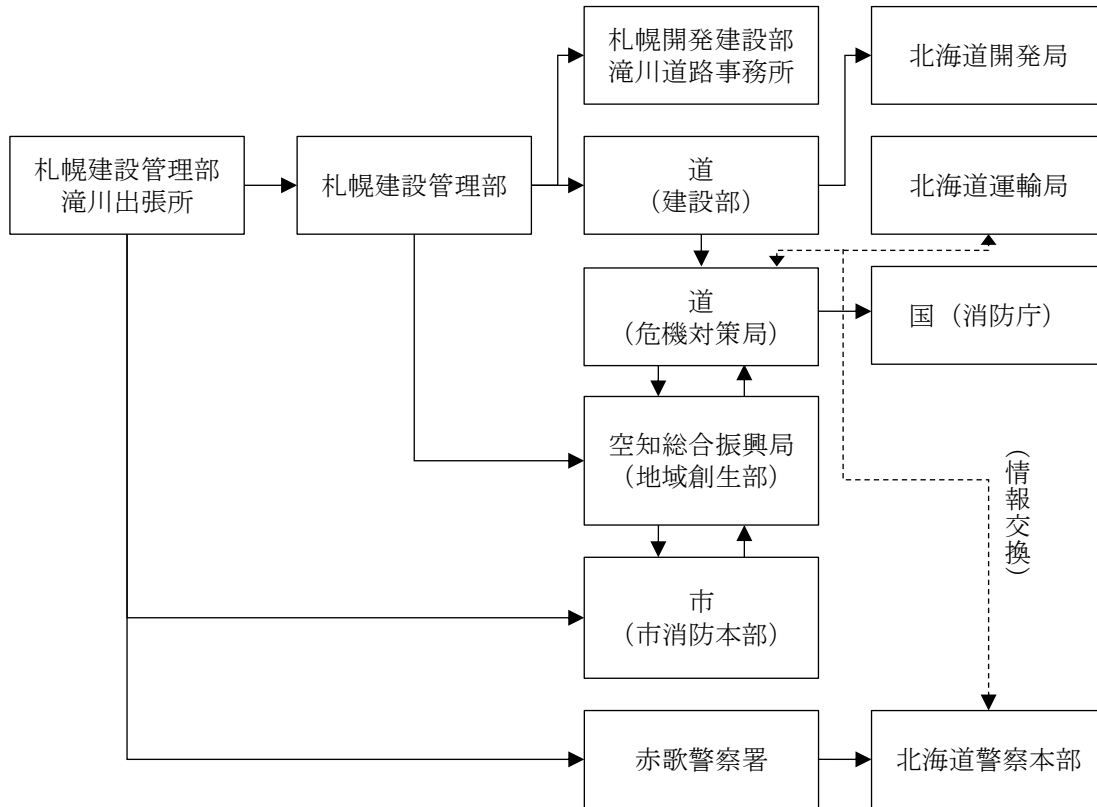 札幌開発建設部
滝川道路事務所
北海道開発局
札幌建設管理部
滝川出張所
札幌建設管理部
道
（建設部）
北海道運輸局
道
（危機対策局）
国（消防庁）
空知総合振興局
（地域創生部）
（情報交換）
市
（市消防本部）
赤歌警察署
北海道警察本部